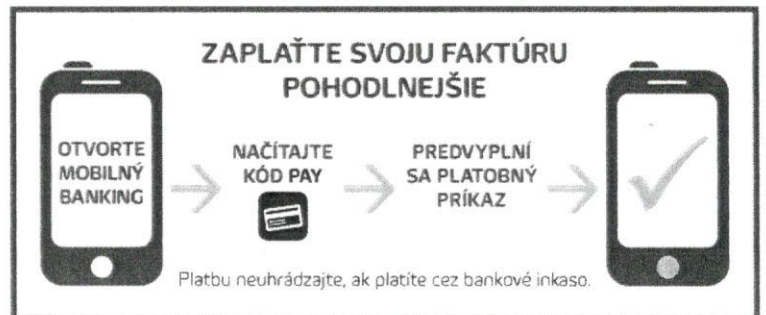 ZAPLAŤTE SVOJU FAKTÚRU
POHODLNEJŠIE
OTVORTE
MOBILNÝ
BANKING
NAČÍTAJTE
KÓD PAY
PREDVYPLNÍ
SA PLATOBNÝ
PRÍKAZ
Platbu neuhrádzajte, ak platíte cez bankové inkaso.